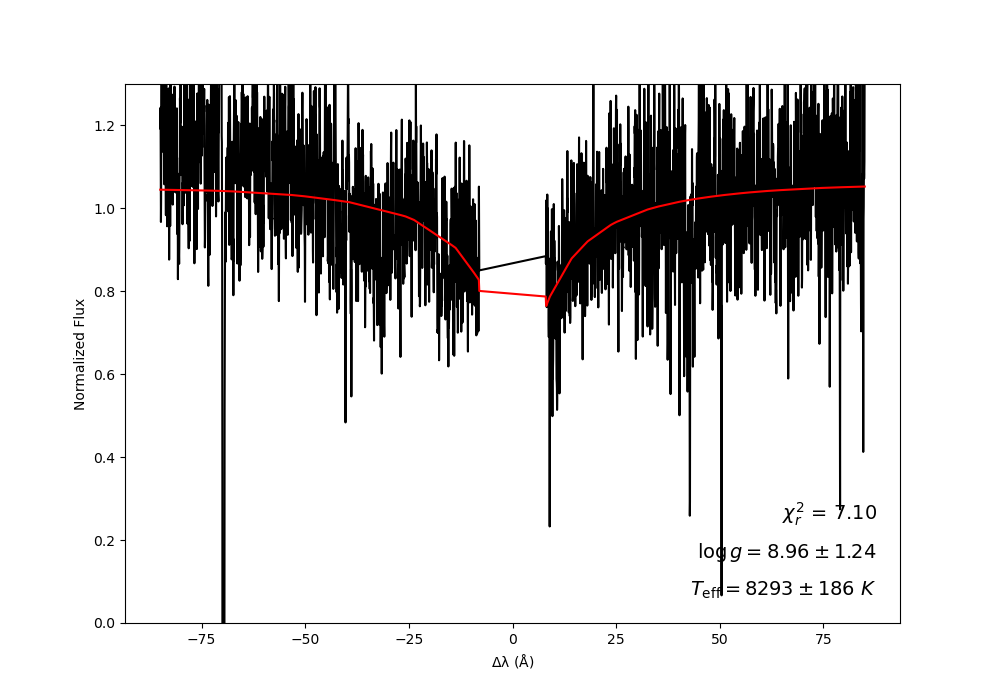 1.2
1.0
0.8
0.6
0.4
0.2
0.0
Normalized Flux
χ²ᵣ = 7.10
log g = 8.96 ± 1.24
T_eff = 8293 ± 186 K
−75 −50 −25 0 25 50 75
Δλ (Å)